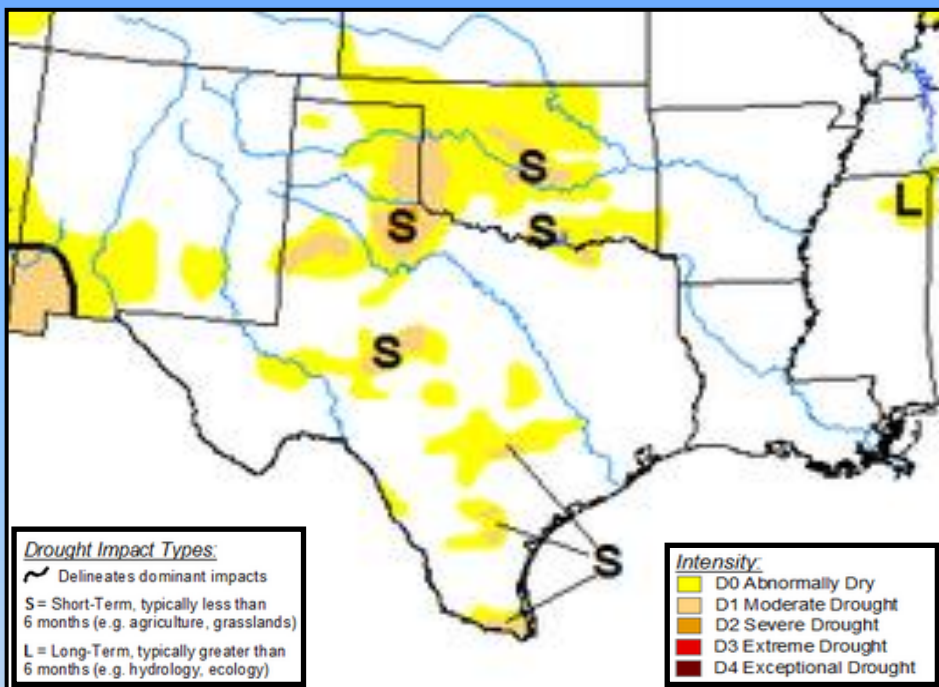 S
L
S
S
S
S
Drought Impact Types:
Delineates dominant impacts
S = Short-Term, typically less than
6 months (e.g. agriculture, grasslands)
L = Long-Term, typically greater than
6 months (e.g. hydrology, ecology)
Intensity:
D0 Abnormally Dry
D1 Moderate Drought
D2 Severe Drought
D3 Extreme Drought
D4 Exceptional Drought